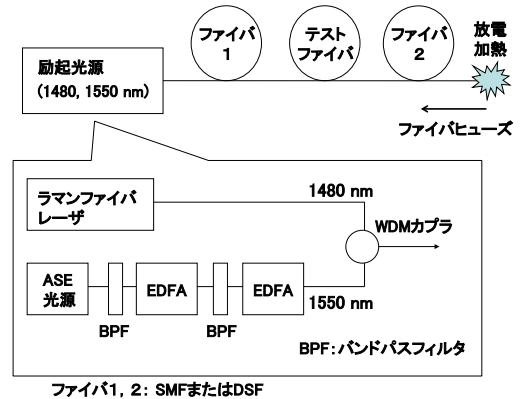 ファイバ
1
テスト
ファイバ
ファイバ
2
放電
加熱
励起光源
(1480, 1550 nm)
ファイバヒューズ
ラマンファイバ
レーザ
1480 nm
WDMカプラ
ASE
光源
EDFA
EDFA
1550 nm
BPF
BPF
BPF:バンドパスフィルタ
ファイバ1, 2: SMFまたはDSF